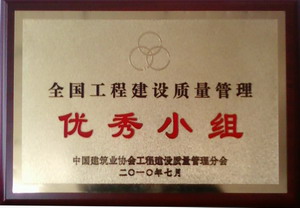 全国工程建设质量管理
优秀小组
中国建筑业协会工程建设质量管理分会
二〇一〇年七月